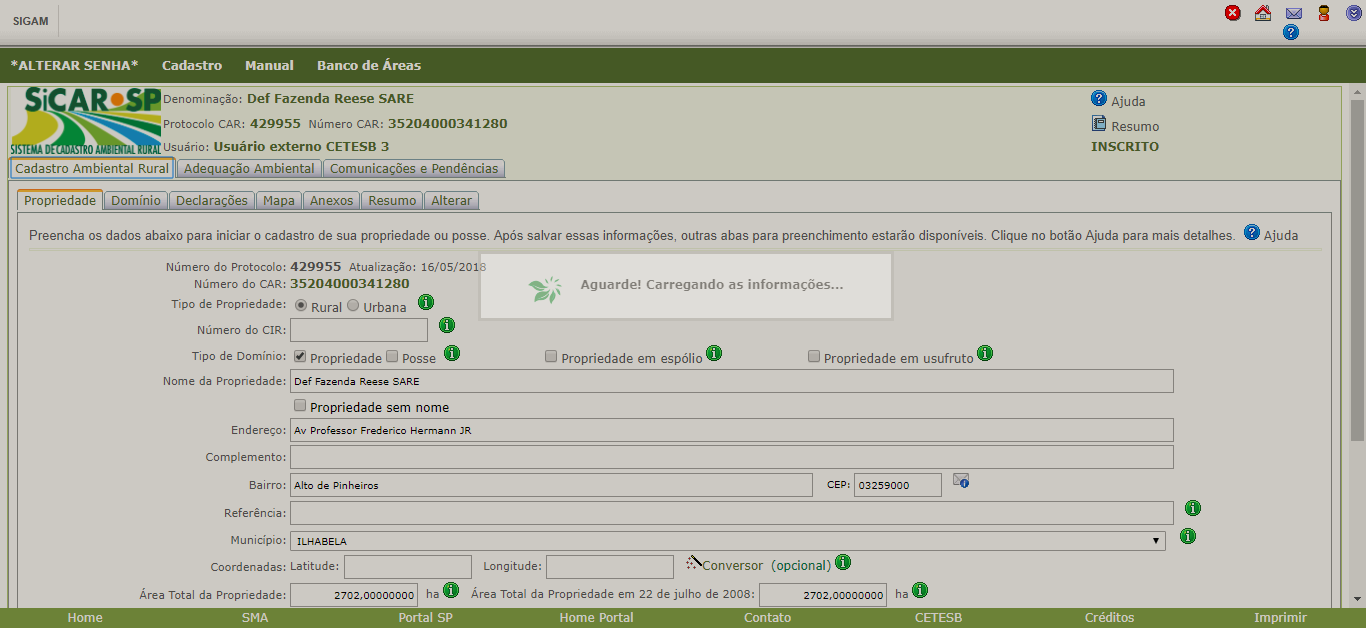 SIGAM
*ALTERAR SENHA* Cadastro Manual Banco de Áreas
SiCAR SP
SISTEMA DE CADASTRO AMBIENTAL RURAL
Denominação: Def Fazenda Reese SARE
Protocolo CAR: 429955 Número CAR: 35204000341280
Usuário: Usuário externo CETESB 3
Ajuda
Resumo
INSCRITO
Cadastro Ambiental Rural Adequação Ambiental Comunicações e Pendências
Propriedade Domínio Declarações Mapa Anexos Resumo Alterar
Preencha os dados abaixo para iniciar o cadastro de sua propriedade ou posse. Após salvar essas informações, outras abas para preenchimento estarão disponíveis. Clique no botão Ajuda para mais detalhes. Ajuda
Número do Protocolo: 429955 Atualização: 16/05/2018
Número do CAR: 35204000341280
Aguarde! Carregando as informações...
Tipo de Propriedade: Rural Urbana
Número do CIR:
Tipo de Domínio: Propriedade Posse Propriedade em espólio Propriedade em usufruto
Nome da Propriedade: Def Fazenda Reese SARE
Propriedade sem nome
Endereço: Av Professor Frederico Hermann JR
Complemento:
Bairro: Alto de Pinheiros CEP: 03259000
Referência:
Município: ILHABELA
Coordenadas: Latitude: Longitude: Conversor (opcional)
Área Total da Propriedade: 2702,00000000 ha Área Total da Propriedade em 22 de julho de 2008: 2702,00000000 ha
Home SMA Portal SP Home Portal Contato CETESB Créditos Imprimir